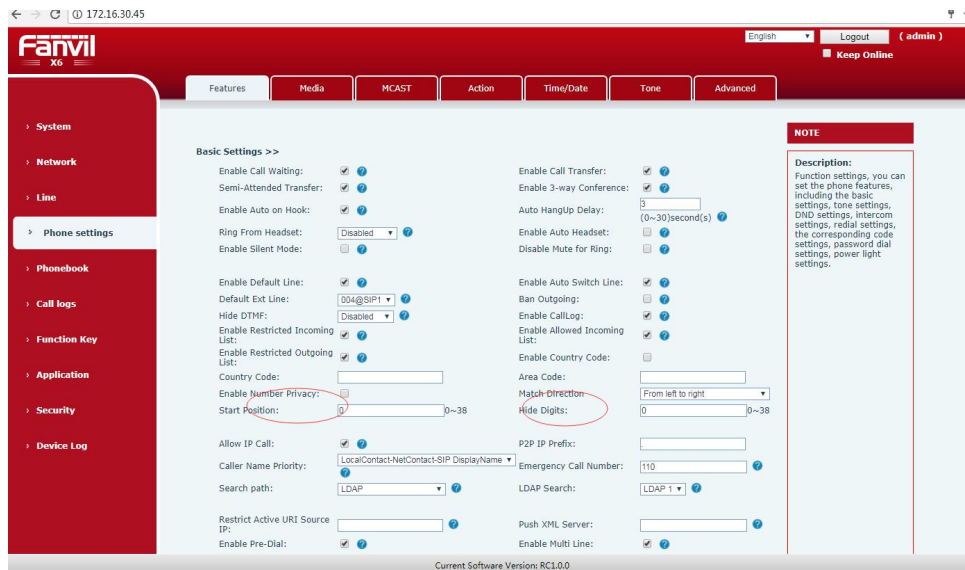 172.16.30.45
English
Logout
( admin )
Keep Online
Fanvil
X6
Features
Media
MCAST
Action
Time/Date
Tone
Advanced
› System
› Network
› Line
› Phone settings
› Phonebook
› Call logs
› Function Key
› Application
› Security
› Device Log
Basic Settings >>
Enable Call Waiting:
Enable Call Transfer:
Semi-Attended Transfer:
Enable 3-way Conference:
Enable Auto on Hook:
Auto HangUp Delay:
3
(0~30)second(s)
Ring From Headset:
Disabled
Enable Auto Headset:
Enable Silent Mode:
Disable Mute for Ring:
Enable Default Line:
Enable Auto Switch Line:
Default Ext Line:
004@SIP1
Ban Outgoing:
Hide DTMF:
Disabled
Enable CallLog:
Enable Restricted Incoming
List:
Enable Allowed Incoming
List:
Enable Restricted Outgoing
List:
Enable Country Code:
Country Code:
Area Code:
Enable Number Privacy:
Match Direction
From left to right
Start Position:
0
0~38
Hide Digits:
0
0~38
Allow IP Call:
P2P IP Prefix:
.
Caller Name Priority:
LocalContact-NetContact-SIP DisplayName
Emergency Call Number:
110
Search path:
LDAP
LDAP Search:
LDAP 1
Restrict Active URI Source
IP:
Push XML Server:
Enable Pre-Dial:
Enable Multi Line:
NOTE
Description:
Function settings, you can
set the phone features,
including the basic
settings, tone settings,
DND settings, intercom
settings, redial settings,
the corresponding code
settings, password dial
settings, power light
settings.
Current Software Version: RC1.0.0